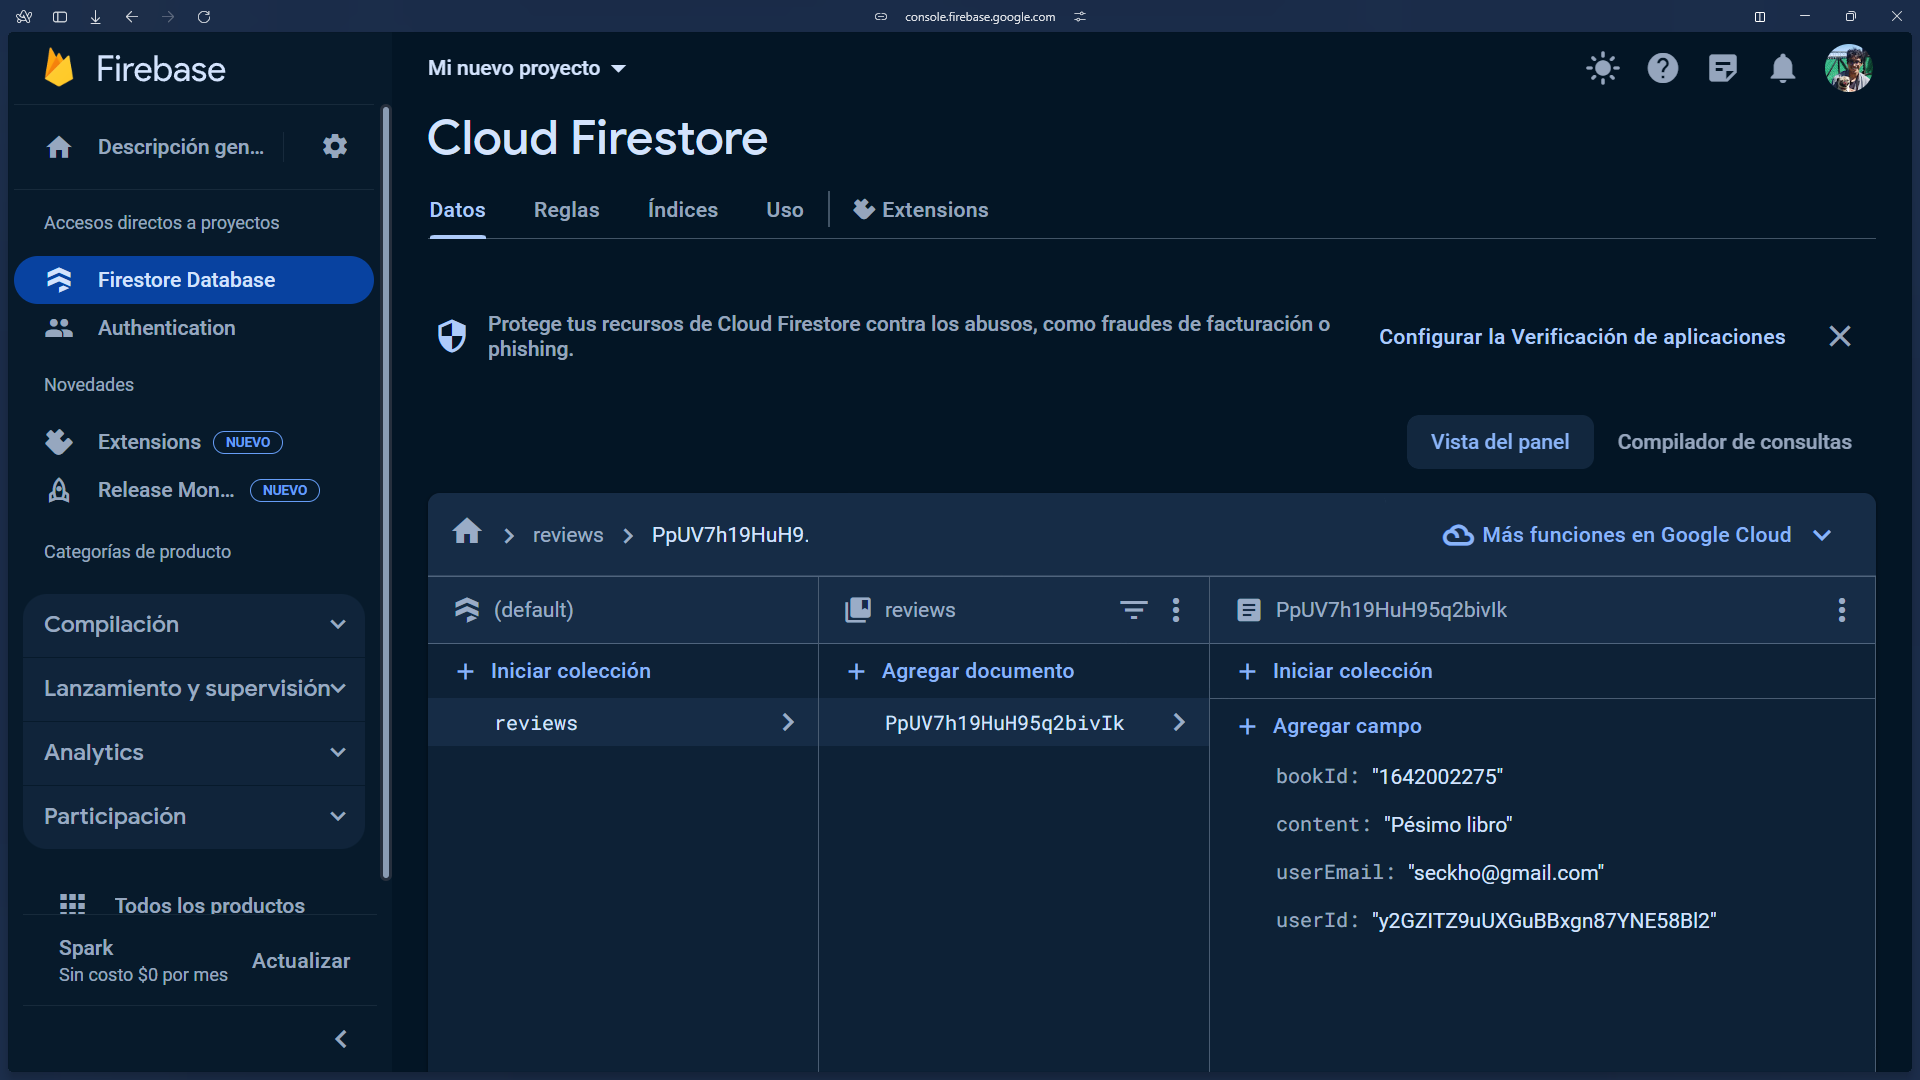 console.firebase.google.com
Firebase
Mi nuevo proyecto
Descripción gen...
Cloud Firestore
Datos
Reglas
Índices
Uso
Extensions
Accesos directos a proyectos
Firestore Database
Authentication
Novedades
Extensions
NUEVO
Release Mon...
NUEVO
Categorías de producto
Compilación
Lanzamiento y supervisión
Analytics
Participación
Todos los productos
Spark
Sin costo $0 por mes
Actualizar
Protege tus recursos de Cloud Firestore contra los abusos, como fraudes de facturación o
phishing.
Configurar la Verificación de aplicaciones
Vista del panel
Compilador de consultas
reviews
PpUV7h19HuH9.
Más funciones en Google Cloud
(default)
reviews
PpUV7h19HuH95q2bivIk
Iniciar colección
Agregar documento
Iniciar colección
reviews
PpUV7h19HuH95q2bivIk
Agregar campo
bookId: "1642002275"
content: "Pésimo libro"
userEmail: "seckho@gmail.com"
userId: "y2GZITZ9uUXGuBBxgn87YNE58Bl2"